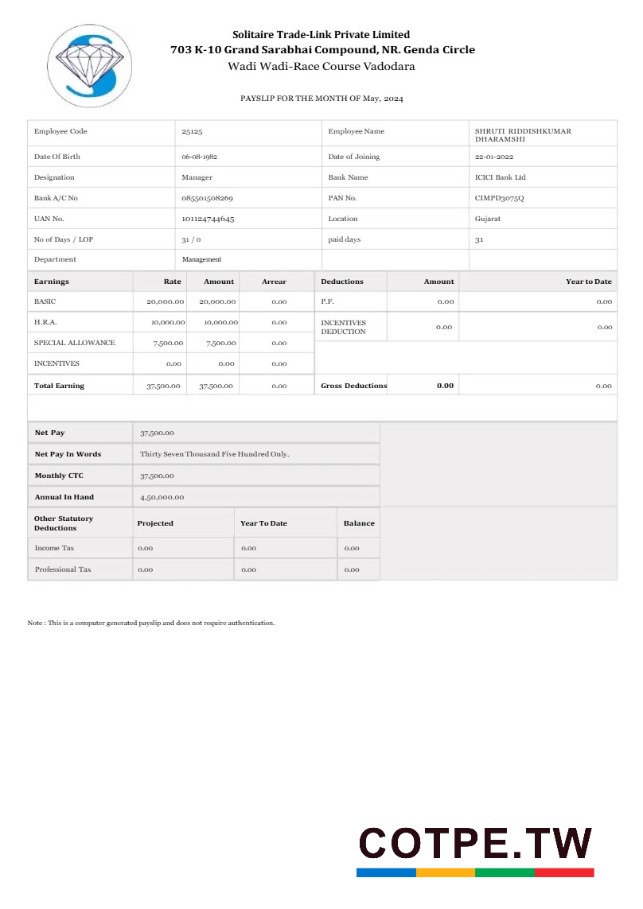 Solitaire Trade-Link Private Limited
703 K-10 Grand Sarabhai Compound, NR. Genda Circle
Wadi Wadi-Race Course Vadodara
PAYSLIP FOR THE MONTH OF May, 2024
Employee Code 25125 Employee Name SHRUTI RIDDISHKUMAR
DHARAMSHI
Date Of Birth 06-08-1982 Date of Joining 22-01-2022
Designation Manager Bank Name ICICI Bank Ltd
Bank A/C No 085501508269 PAN No. CIMPD3075Q
UAN No. 101124744645 Location Gujarat
No of Days / LOP 31 / 0 paid days 31
Department Management
Earnings Rate Amount Arrear Deductions Amount Year to Date
BASIC 20,000.00 20,000.00 0.00 P.F. 0.00 0.00
H.R.A. 10,000.00 10,000.00 0.00 INCENTIVES
DEDUCTION 0.00 0.00
SPECIAL ALLOWANCE 7,500.00 7,500.00 0.00
INCENTIVES 0.00 0.00 0.00
Total Earning 37,500.00 37,500.00 0.00 Gross Deductions 0.00 0.00
Net Pay 37,500.00
Net Pay In Words Thirty Seven Thousand Five Hundred Only.
Monthly CTC 37,500.00
Annual In Hand 4,50,000.00
Other Statutory
Deductions Projected Year To Date Balance
Income Tax 0.00 0.00 0.00
Professional Tax 0.00 0.00 0.00
Note : This is a computer generated payslip and does not require authentication.
COTPE.TW